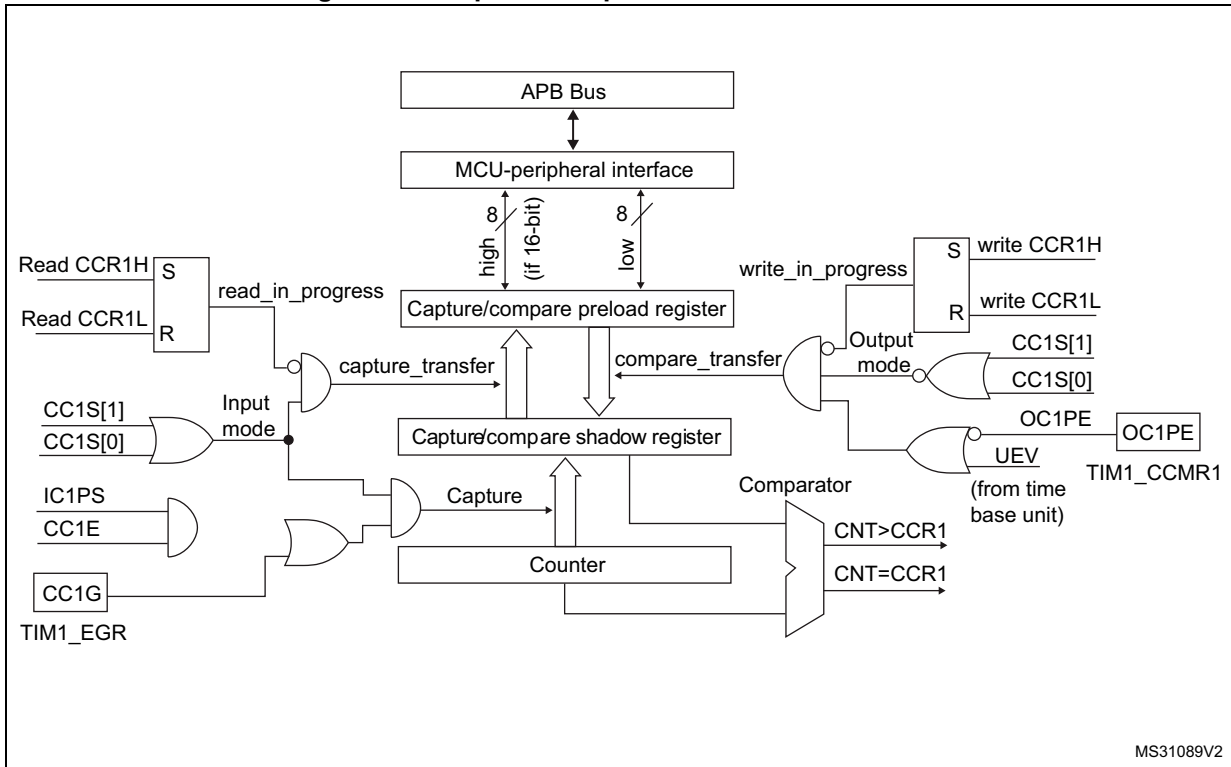 APB Bus
MCU-peripheral interface
8
high
(if 16-bit)
8
low
Read CCR1H
S
read_in_progress
Read CCR1L
R
write_in_progress
S
write CCR1H
R
write CCR1L
Capture/compare preload register
capture_transfer
compare_transfer
Output
mode
CC1S[1]
CC1S[0]
CC1S[1]
CC1S[0]
Input
mode
Capture/compare shadow register
OC1PE
OC1PE
UEV
TIM1_CCMR1
(from time
base unit)
IC1PS
CC1E
Capture
Comparator
CNT>CCR1
Counter
CNT=CCR1
CC1G
TIM1_EGR
MS31089V2